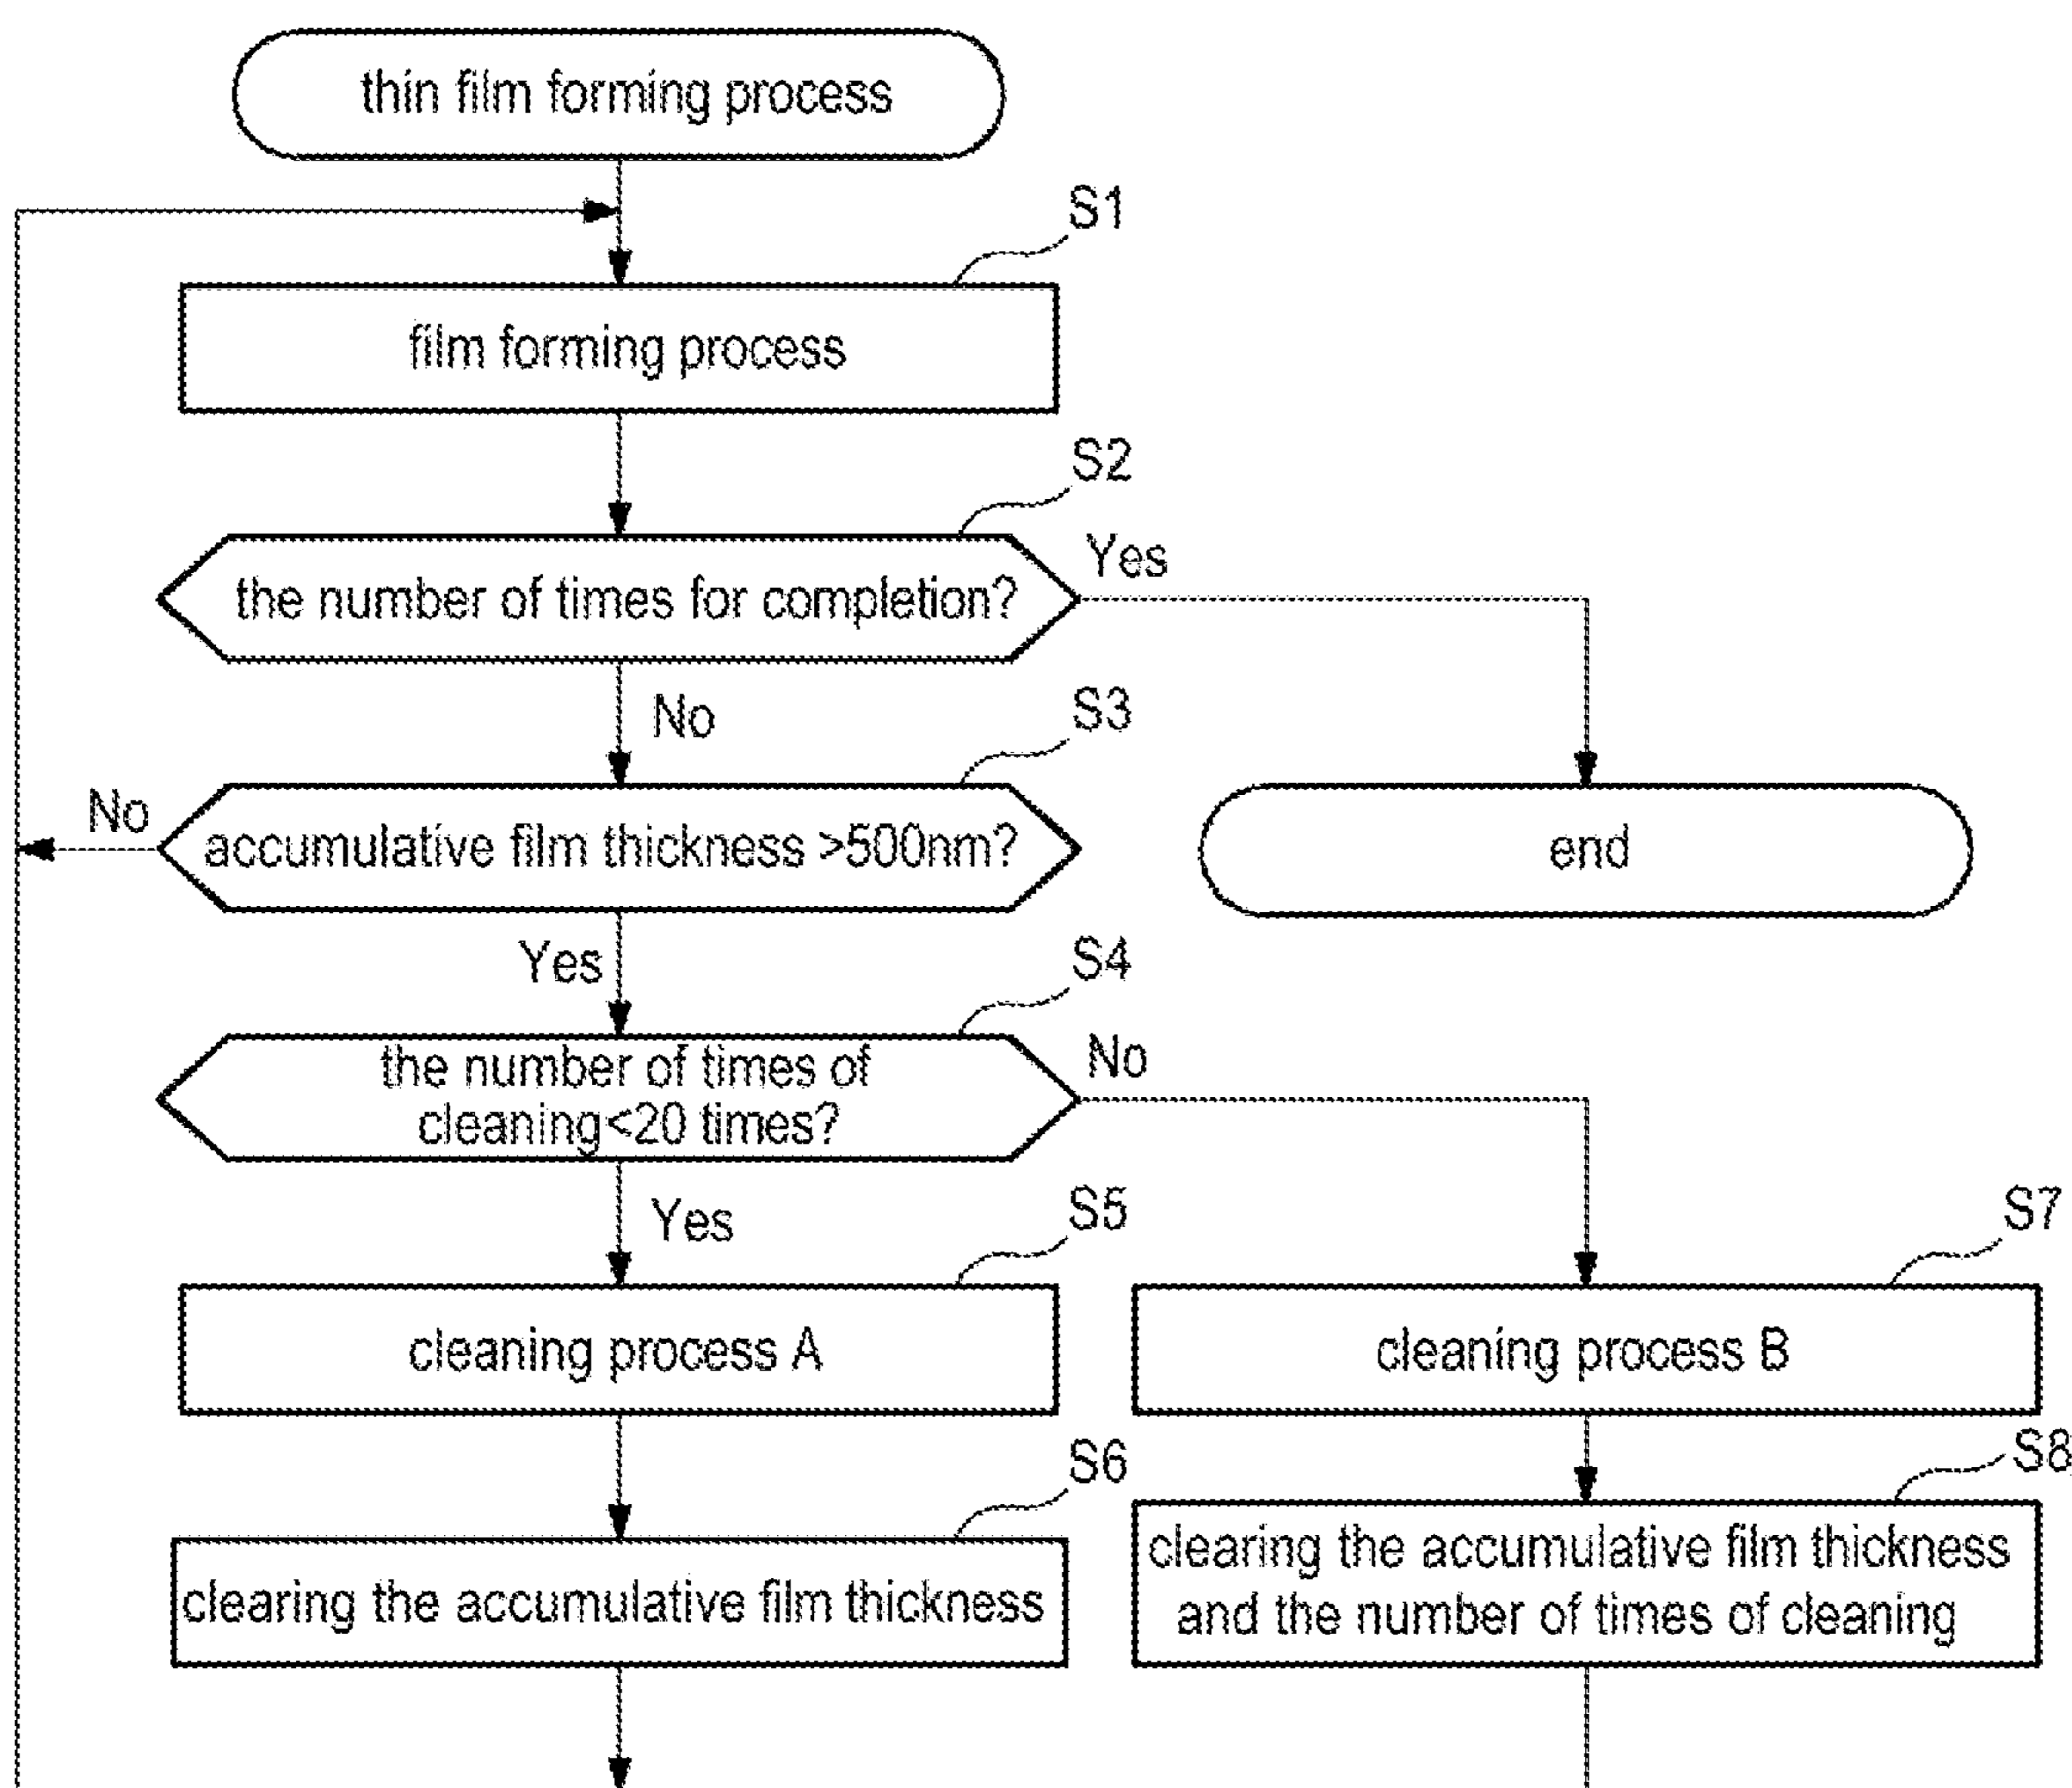 thin film forming process
S1
film forming process
S2
the number of times for completion?
Yes
No
S3
accumulative film thickness >500nm?
No
end
Yes
S4
the number of times of
cleaning<20 times?
No
Yes
S5
cleaning process A
S7
cleaning process B
S6
clearing the accumulative film thickness
S8
clearing the accumulative film thickness
and the number of times of cleaning